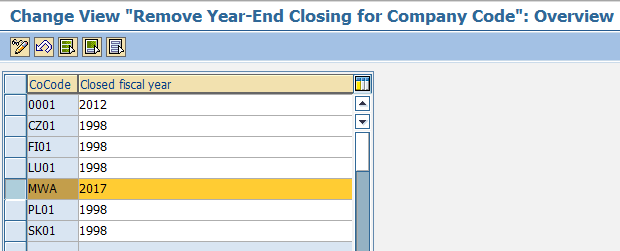 Change View "Remove Year-End Closing for Company Code": Overview
CoCode Closed fiscal year
0001 2012
CZ01 1998
FI01 1998
LU01 1998
MWA 2017
PL01 1998
SK01 1998